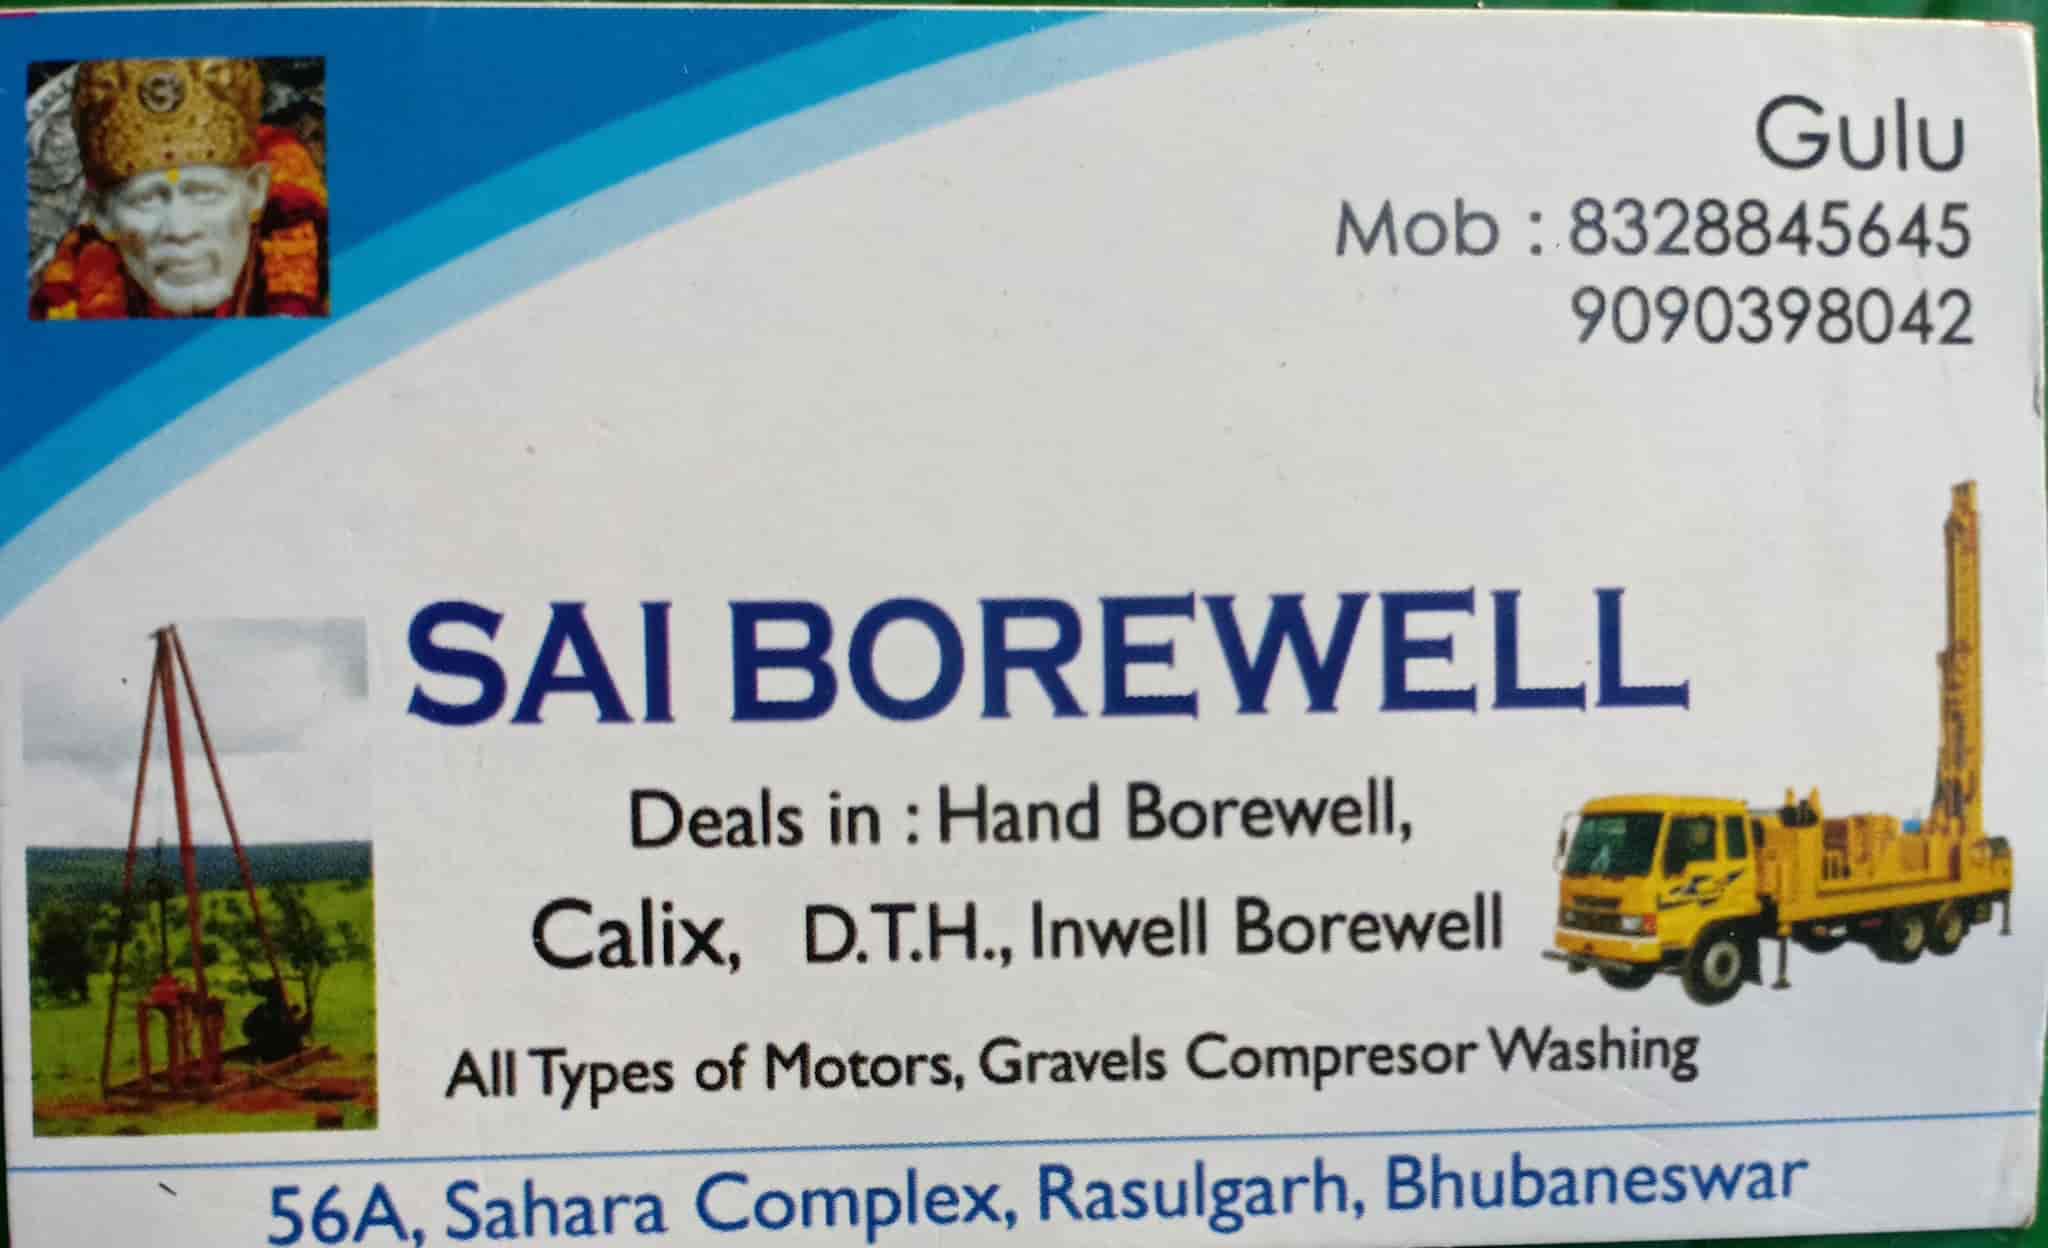 Gulu
Mob : 8328845645
9090398042
SAI BOREWELL
Deals in : Hand Borewell,
Calix, D.T.H., Inwell Borewell
All Types of Motors, Gravels Compresor Washing
56A, Sahara Complex, Rasulgarh, Bhubaneswar